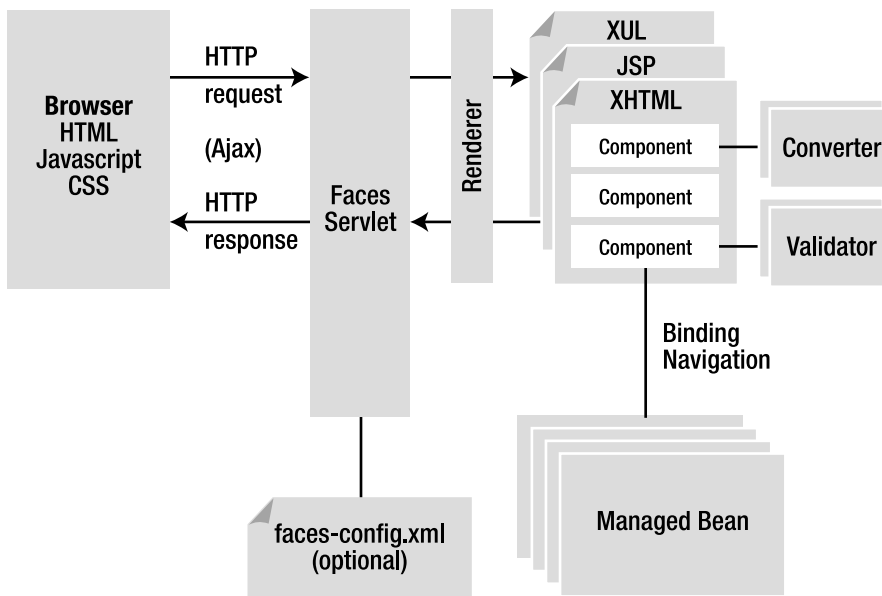 Browser
HTML
Javascript
CSS
HTTP
request
(Ajax)
HTTP
response
Faces
Servlet
Renderer
XUL
JSP
XHTML
Component
Component
Component
Converter
Validator
Binding
Navigation
faces-config.xml
(optional)
Managed Bean